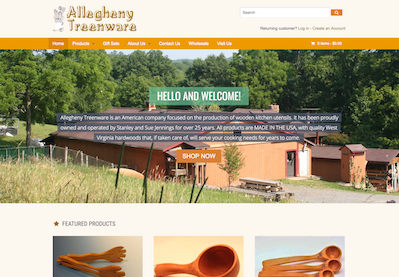 Allegheny
Treenware
Search
Returning customer? Log in - Create an Account
Home Products Gift Sets About Us Contact Us Wholesale Visit Us 0 items - $0.00
HELLO AND WELCOME!
Allegheny Treenware is an American company focused on the production of wooden kitchen utensils. It has been proudly
owned and operated by Stanley and Sue Jennings for over 25 years. All products are MADE IN THE USA, with quality West
Virginia hardwoods that, if taken care of, will serve your cooking needs for years to come.
SHOP NOW
FEATURED PRODUCTS